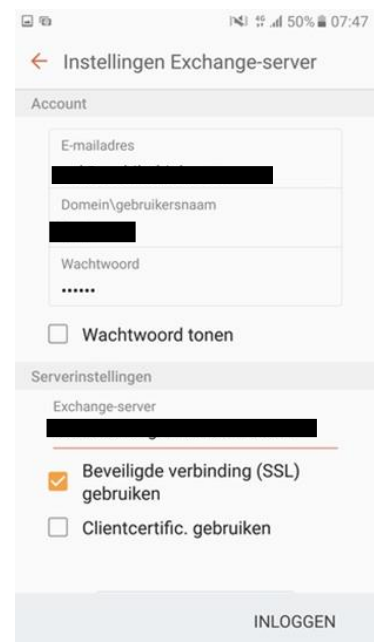 50% 07:47
Instellingen Exchange-server
Account
E-mailadres
Domein\gebruikersnaam
Wachtwoord
••••••
Wachtwoord tonen
Serverinstellingen
Exchange-server
Beveiligde verbinding (SSL)
gebruiken
Clientcertific. gebruiken
INLOGGEN